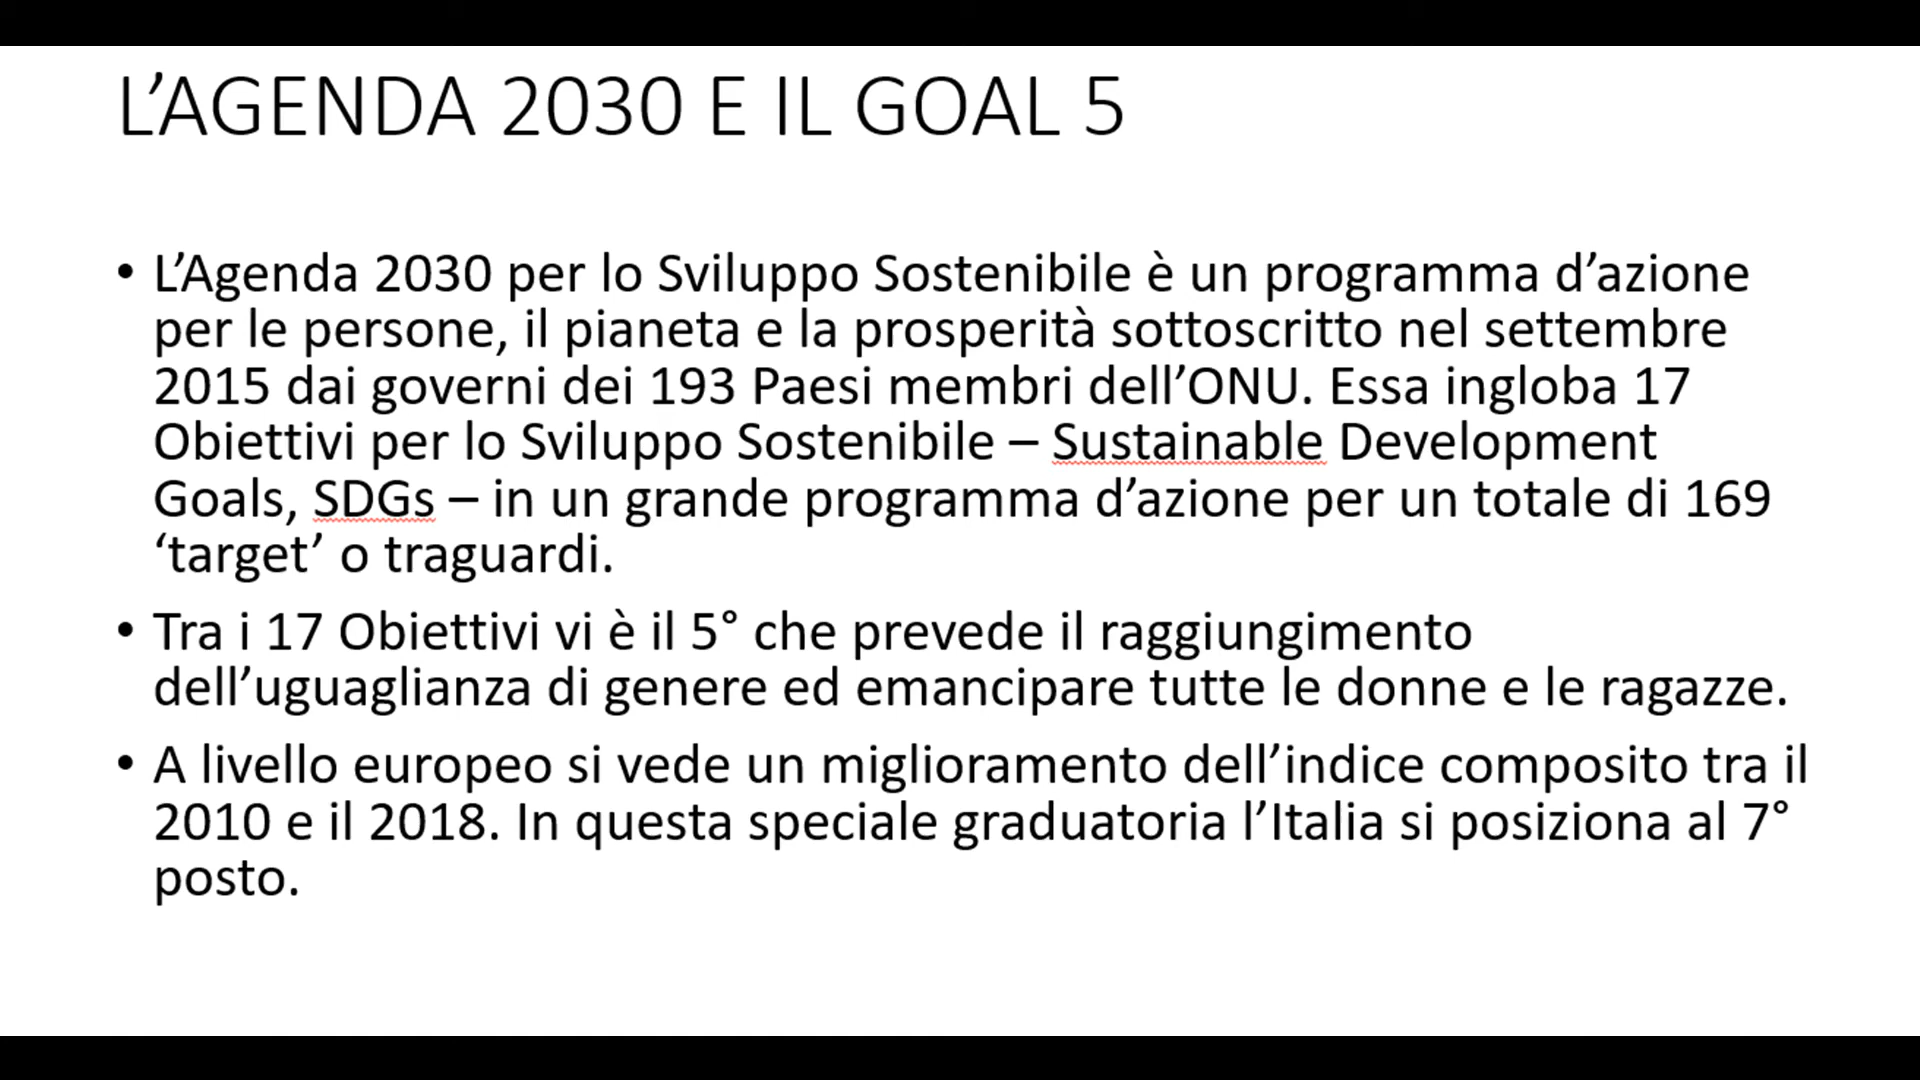 L’AGENDA 2030 E IL GOAL 5
• L’Agenda 2030 per lo Sviluppo Sostenibile è un programma d’azione
per le persone, il pianeta e la prosperità sottoscritto nel settembre
2015 dai governi dei 193 Paesi membri dell’ONU. Essa ingloba 17
Obiettivi per lo Sviluppo Sostenibile – Sustainable Development
Goals, SDGs – in un grande programma d’azione per un totale di 169
‘target’ o traguardi.
• Tra i 17 Obiettivi vi è il 5° che prevede il raggiungimento
dell’uguaglianza di genere ed emancipare tutte le donne e le ragazze.
• A livello europeo si vede un miglioramento dell’indice composito tra il
2010 e il 2018. In questa speciale graduatoria l’Italia si posiziona al 7°
posto.